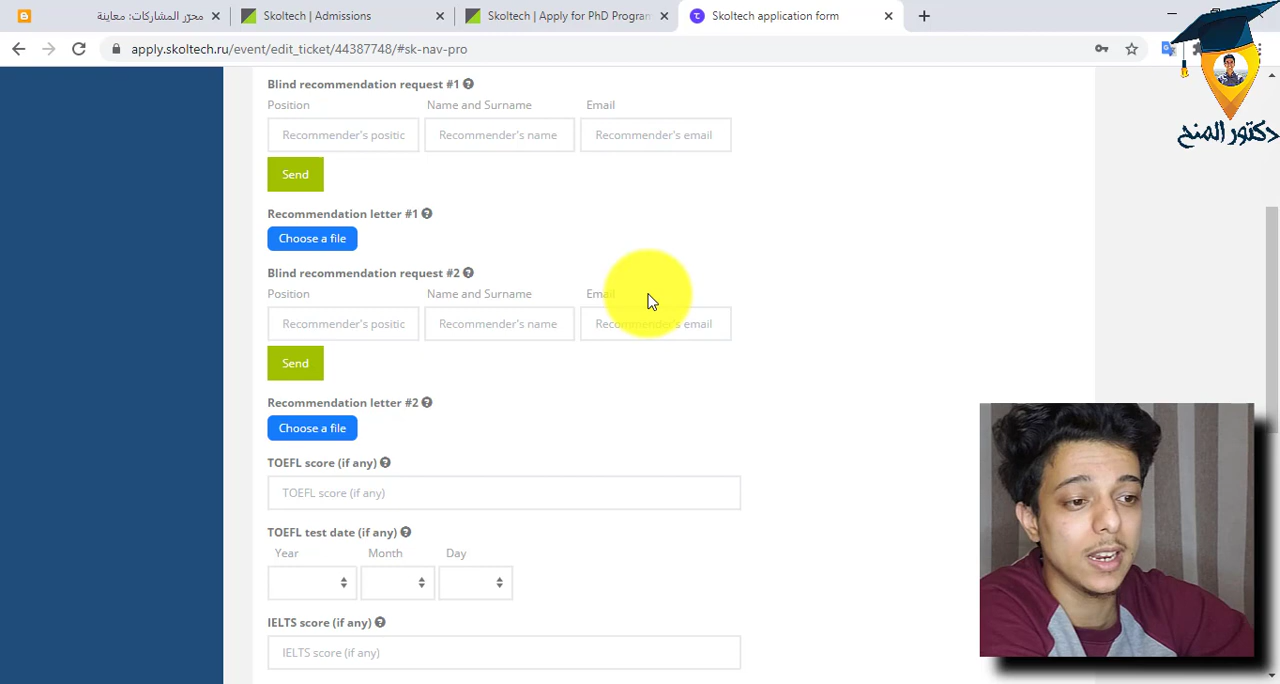 محرّر المشاركات: معاينة
Skoltech | Admissions
Skoltech | Apply for PhD Program
Skoltech application form
apply.skoltech.ru/event/edit_ticket/44387748/#sk-nav-pro
دكتور المنح
Blind recommendation request #1
Position Name and Surname Email
Recommender's positic Recommender's name Recommender's email
Send
Recommendation letter #1
Choose a file
Blind recommendation request #2
Position Name and Surname Email
Recommender's positic Recommender's name Recommender's email
Send
Recommendation letter #2
Choose a file
TOEFL score (if any)
TOEFL score (if any)
TOEFL test date (if any)
Year Month Day
IELTS score (if any)
IELTS score (if any)